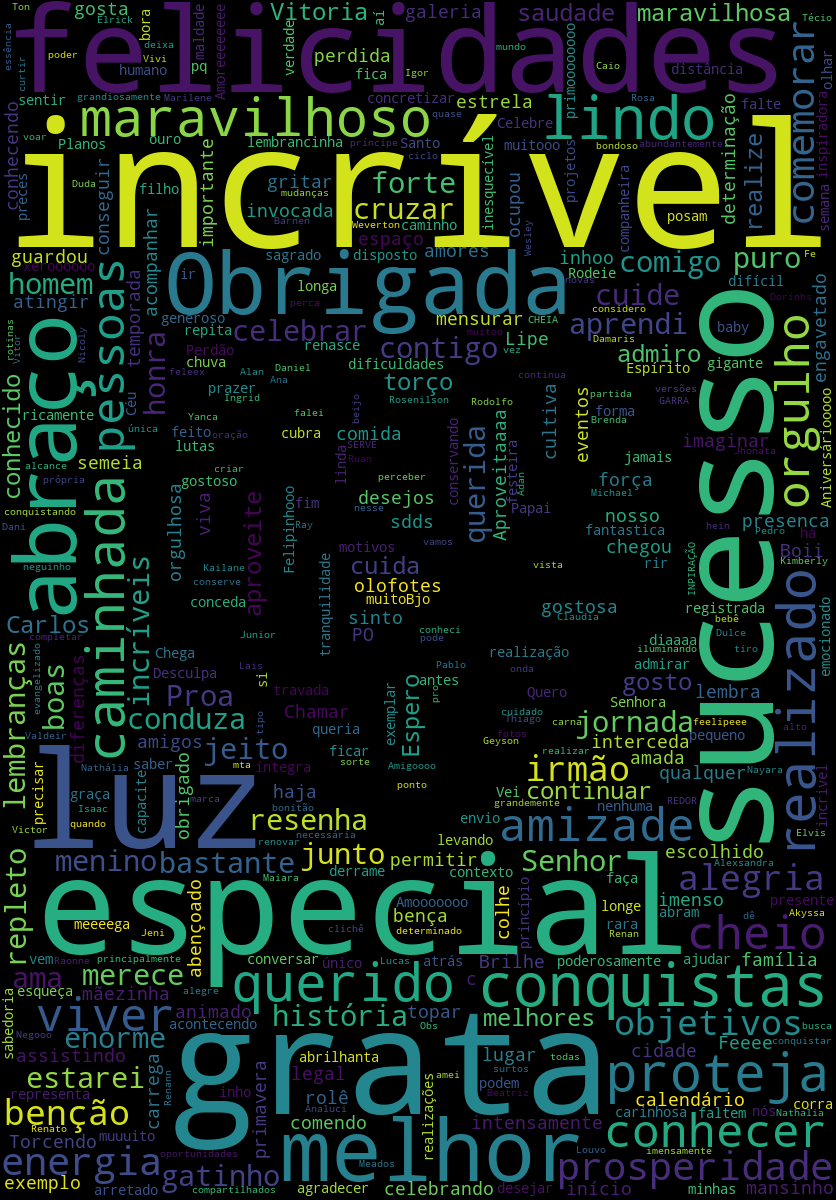 Ton gosta Vitoria aí galeria saudade maravilhosa Técio
Elrick bora
felicidades
essência deixa poder Vivi maldade verdade perdida mundo
curtir humano pq Amoreeeeeee fica Igor primoooooooo Caio distância olhar
sentir grandiosamente Marilene concretizar estrela Rosa falte comemorar
maravilhoso lindo
conhecendo voar Planos ouro lembrancinha Santo quase Celebre bondoso abundantemente
incrível
preces Duda filho príncipe ciclo muitooo projetos determinação realize semana inspiradora
conseguir importante gritar mudanças forte inesquecível ocupou companheira
invocada Barnen Weverton cruzar caminho posam
guardou xeroooooo acompanhar sagrado disposto espaço amores Wesley inhoo comigo puro Fe
homem pessoas Obrigada Rodeie difícil Dorinhs
atingir temporada ir longa perca novas cuide
generoso repita mensurar CHEIA considero baby engavetado
abraço honra celebrar muitoo aprendi Damaris sucesso orgulho
rotinas Vitor Nicoly Perdão renasce contigo Lipe vez admiro Espírito gigante
conhecido Céu chuva feleex Alan Daniel dificuldades continua
prazer Ingrid Ana torço cultiva eventos partida versões
ricamente única Yanca falei beijo Rosenilson Rodolfo forma Brenda GARRA
feito oração cubra comida querida Aproveitaaaa imaginar Jhonata
alcance semeia lutas SERVE linda Ruan conservando festeira jamais
própria gostoso criar perceber Adan força Michael Aniversáriooooo
caminhada orgulhosa viva aproveite desejos Papai nosso presenca
conquistando fim nesse sdds fantastica hein Pedro há
Dani Felipinhooo Ray motivos vamos chegou Boii
incríveis Kailane cuida vista rir INPIRAÇÃO Kimberly
neguinho conserve tranquilidade olofotes realizado
conceda muitoBjo gostosa Claudia registrada
Carlos sinto bebê
completar Junior PO conheci pode diaaaa Dulce emocionado
lembranças evangelizado Chega Lais realização iluminando tiro
boas diferenças Desculpa si Pablo onda admirar
Proa travada exemplar antes Quero gosto lembra
conduza Chamar Espero pro cuidado Senhora feelipeee
tipo queria Thiago carna jornada pequeno alto
Valdeir amigos jeito ficar Amigoooo fotos Geyson interceda
Nathália saber mta integra sorte realizar amada
luz irmão qualquer Nayara incrivel
precisar graça capacite obrigado haja ponto Vei continuar
Isaac marca bonitão grandemente nenhuma REDOR
Victor quando resenha envio amizade Elvis
renovar necessária levando
menino bastante junto permitir Senhor escolhido
repleto Maiara derrame contexto Alexsandra alegria
especial faça
abençoado Amooooooo colhe princípio imenso dê presente
meeeega bença longe abram Akyssa
Jeni clichê determinado rara Renan cheio
vem Raonne principalmente conversar único Lucas atrás Brilhe poderosamente ajudar família
ama merece querido c conquistas
esqueça mãezinha alegre
sabedoria viver animado história topar melhores objetivos Feeee busca
Negooo enorme acontecendo Obs conquistar
grata
assistindo carrega abrilhanta lugar todas cidade
estarei legal surtos proteja
representa Renann inho rolê amei podem calendário corra
benção primavera Analuci realizações Beatriz carinhosa nós Nathalia
Renato muuuito comendo intensamente faltem
Torcendo melhor Louvo conhecer
energia oportunidades Meados imensamente
gatinho prosperidade
exemplo arretado compartilhados agradecer celebrando desejar início minhas mansinho